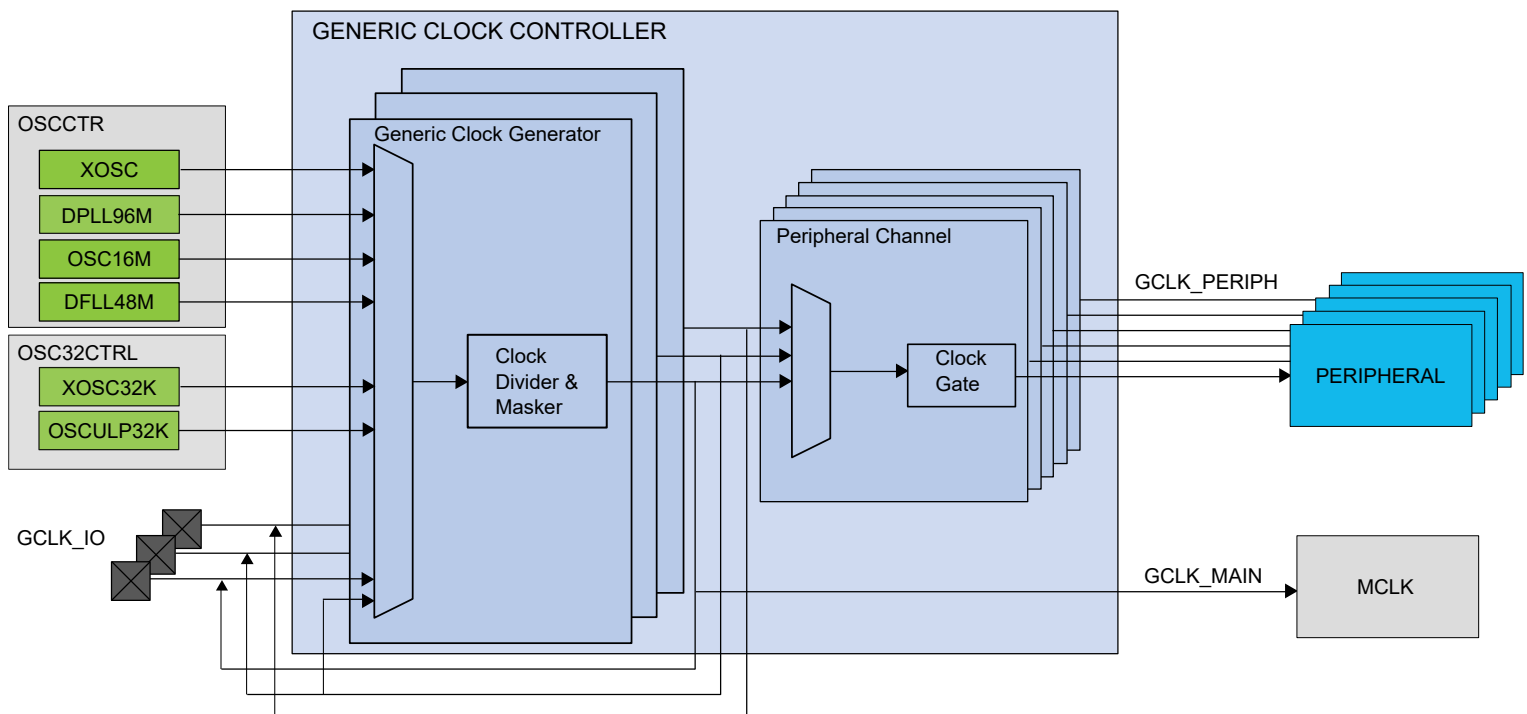 GENERIC CLOCK CONTROLLER
OSCCTR
XOSC
DPLL96M
OSC16M
DFLL48M
OSC32CTRL
XOSC32K
OSCULP32K
GCLK_IO
Generic Clock Generator
Clock
Divider &
Masker
Peripheral Channel
Clock
Gate
GCLK_PERIPH
PERIPHERAL
GCLK_MAIN
MCLK